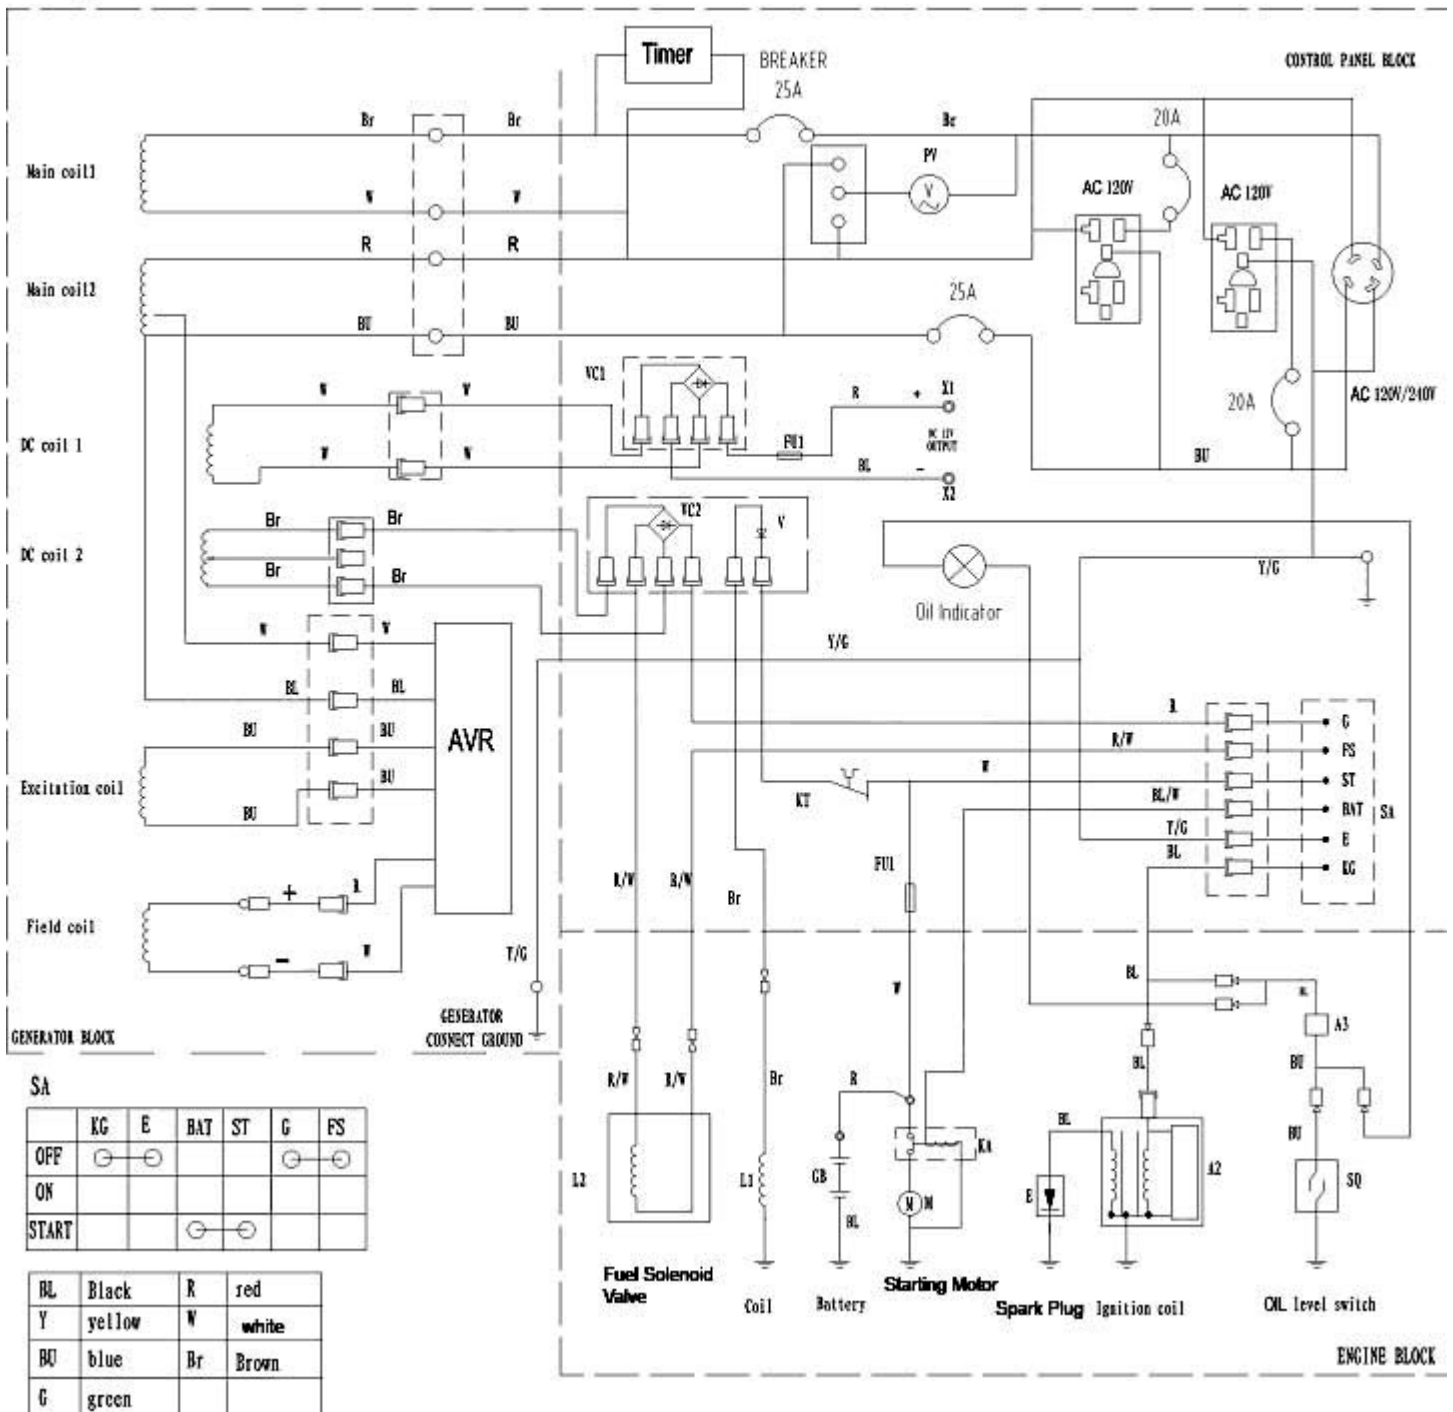 Timer
BREAKER
25A
CONTROL PANEL BLOCK
Br
Br
Br
20A
Main coil1
PV
V
AC 120V
AC 120V
W
W
R
R
Main coil2
25A
BU
BU
VC1
W
W
R
+
X1
AC 120V/240V
20A
DC coil 1
DC 12V
OUTPUT
FU1
W
W
BL
-
X2
BU
VC2
V
Br
Br
DC coil 2
Br
Br
Oil Indicator
Y/G
W
W
Y/G
BL
BL
R
G
BU
BU
AVR
R/W
FS
W
ST
Excitation coil
BU
BU
KT
BL/W
BAT
SA
Y/G
E
BL
KG
FU1
R/W
R/W
Br
+
R
Field coil
-
W
Y/G
BL
W
BL
GENERATOR
CONNECT GROUND
GENERATOR BLOCK
A3
SA
R/W
R/W
Br
R
BL
BU
KG E BAT ST G FS
OFF
ON
START
BL
BU
KA
L2
L1
GB
M
M
E
A2
SQ
BL
Fuel Solenoid
Valve
Coil
Battery
Starting Motor
Spark Plug
Ignition coil
OIL level switch
BL Black R red
Y yellow W white
BU blue Br Brown
G green
ENGINE BLOCK